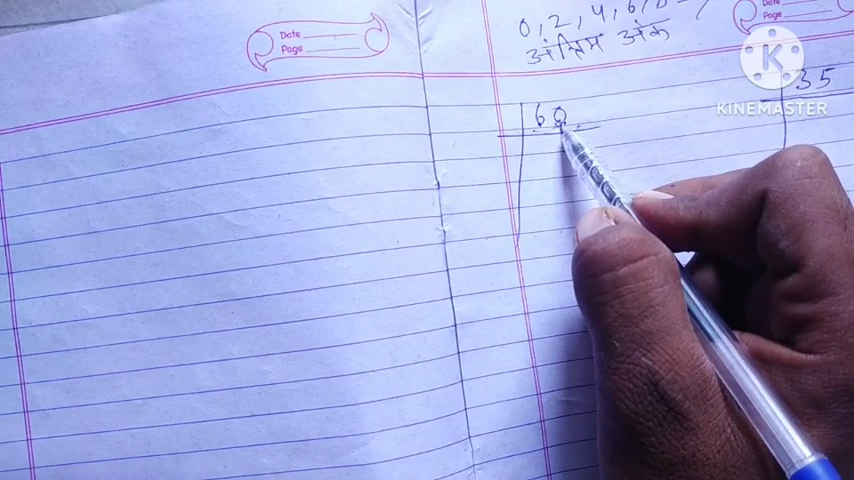 Date
Page
0, 2, 4, 6, 8
अंतिम अंक
Page
K
KINEMASTER
35
60